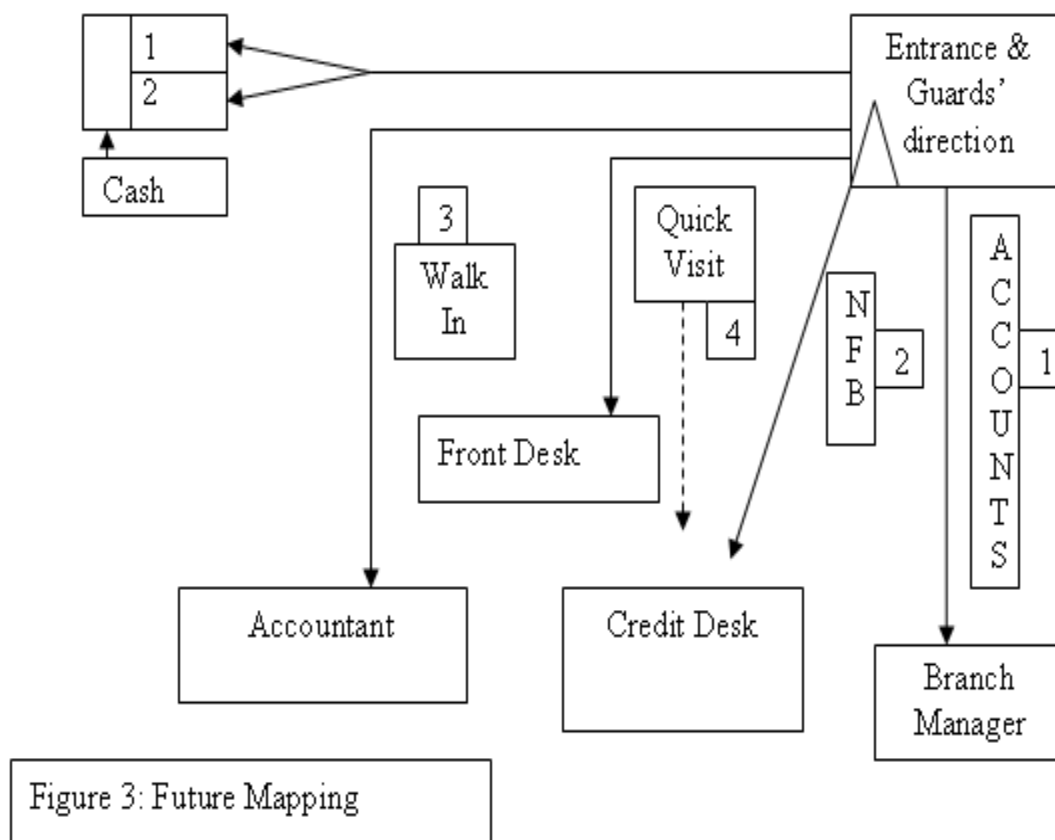 1
2
Entrance &
Guards’
direction
Cash
3
Walk
In
Quick
Visit
4
N
F
B
2
A
C
C
O
U
N
T
S
1
Front Desk
Accountant
Credit Desk
Branch
Manager
Figure 3: Future Mapping